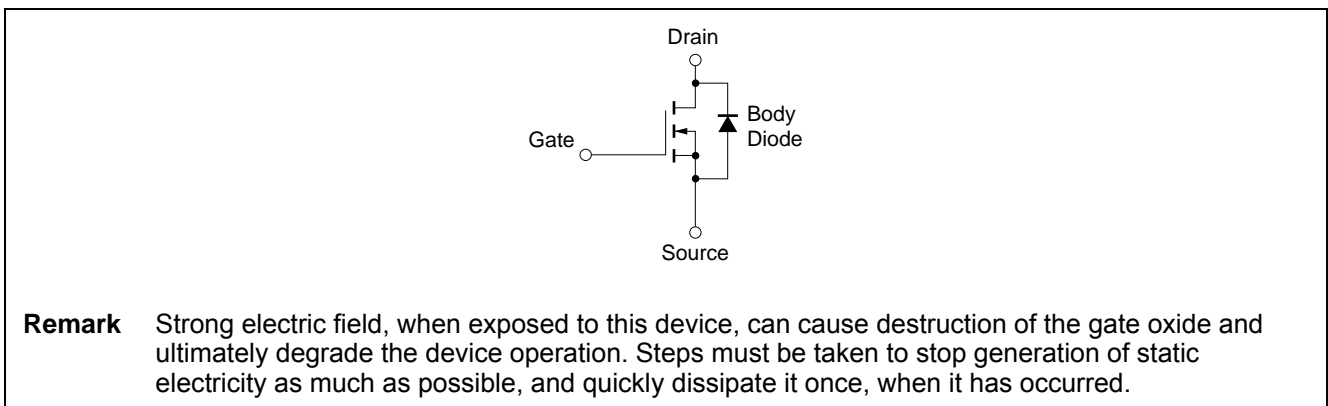 Drain
Body
Diode
Gate
Source
Remark Strong electric field, when exposed to this device, can cause destruction of the gate oxide and
ultimately degrade the device operation. Steps must be taken to stop generation of static
electricity as much as possible, and quickly dissipate it once, when it has occurred.